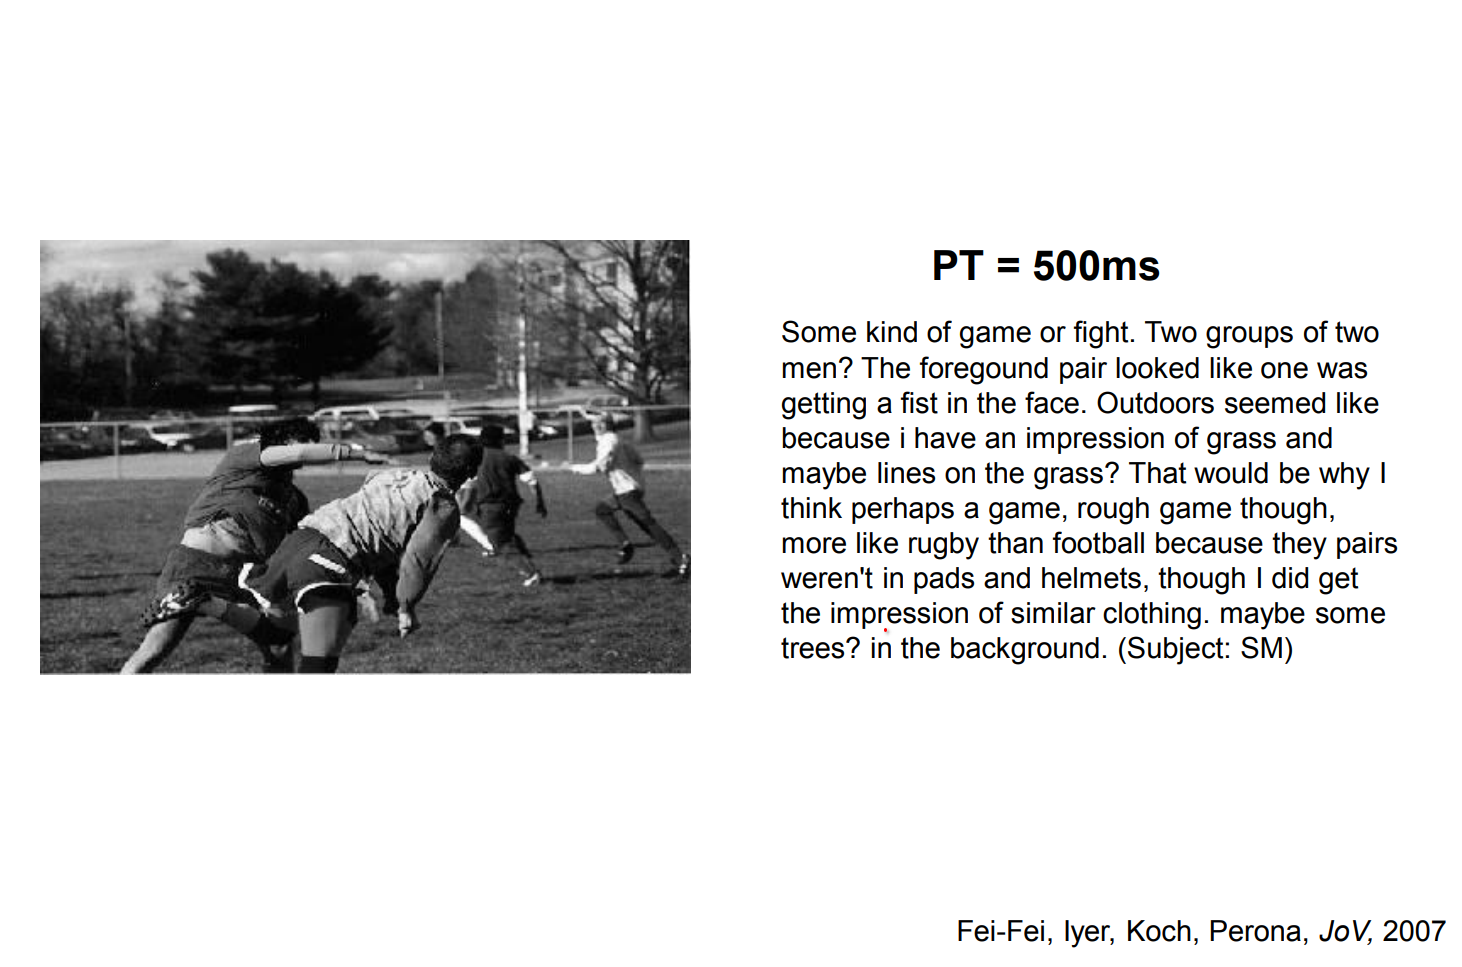 PT = 500ms
Some kind of game or fight. Two groups of two
men? The foregound pair looked like one was
getting a fist in the face. Outdoors seemed like
because i have an impression of grass and
maybe lines on the grass? That would be why I
think perhaps a game, rough game though,
more like rugby than football because they pairs
weren't in pads and helmets, though I did get
the impression of similar clothing. maybe some
trees? in the background. (Subject: SM)
Fei-Fei, Iyer, Koch, Perona, JoV, 2007